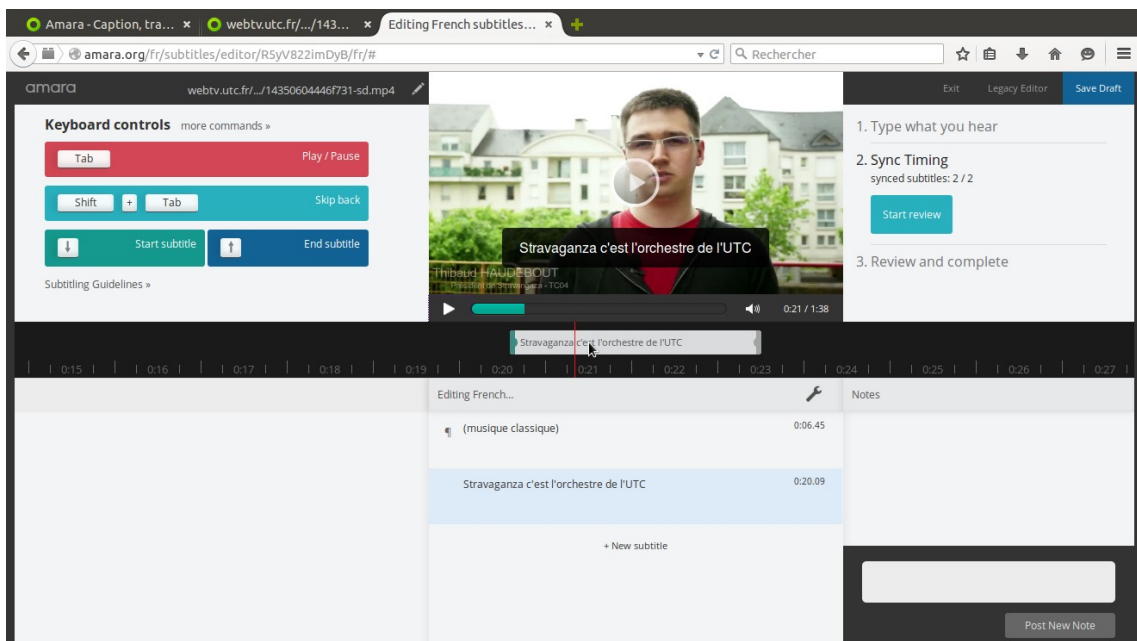 Amara - Caption, tra... ×
webtv.utc.fr/.../143... ×
Editing French subtitles... ×
amara.org/fr/subtitles/editor/R5yV822imDyB/fr/#
Rechercher
amara
webtv.utc.fr/.../14350604446f731-sd.mp4
Exit Legacy Editor Save Draft
Keyboard controls more commands »
Tab Play / Pause
Shift + Tab Skip back
Start subtitle End subtitle
Subtitling Guidelines »
Stravaganza c'est l'orchestre de l'UTC
Thibaud HAUDEBOUT
Président de Stravaganza - TC04
0:21 / 1:38
1. Type what you hear
2. Sync Timing
synced subtitles: 2 / 2
Start review
3. Review and complete
Stravaganza c'est l'orchestre de l'UTC
0:15 0:16 0:17 0:18 0:19 0:20 0:21 0:22 0:23 0:24 0:25 0:26 0:27
Editing French...
Notes
¶ (musique classique) 0:06.45
Stravaganza c'est l'orchestre de l'UTC 0:20.09
+ New subtitle
Post New Note